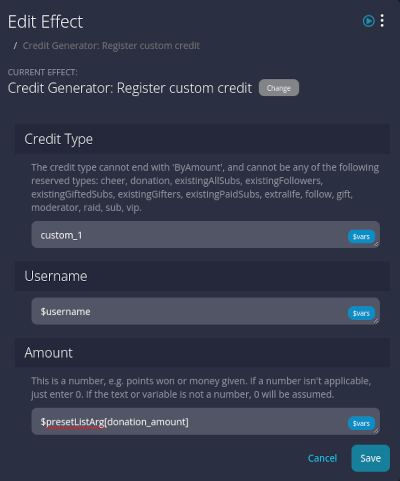 Edit Effect
/ Credit Generator: Register custom credit
CURRENT EFFECT:
Credit Generator: Register custom credit Change
Credit Type
The credit type cannot end with 'ByAmount', and cannot be any of the following
reserved types: cheer, donation, existingAllSubs, existingFollowers,
existingGiftedSubs, existingGifters, existingPaidSubs, extralife, follow, gift,
moderator, raid, sub, vip.
custom_1 $vars
Username
$username $vars
Amount
This is a number, e.g. points won or money given. If a number isn't applicable,
just enter 0. If the text or variable is not a number, 0 will be assumed.
$presetListArg[donation_amount] $vars
Cancel Save